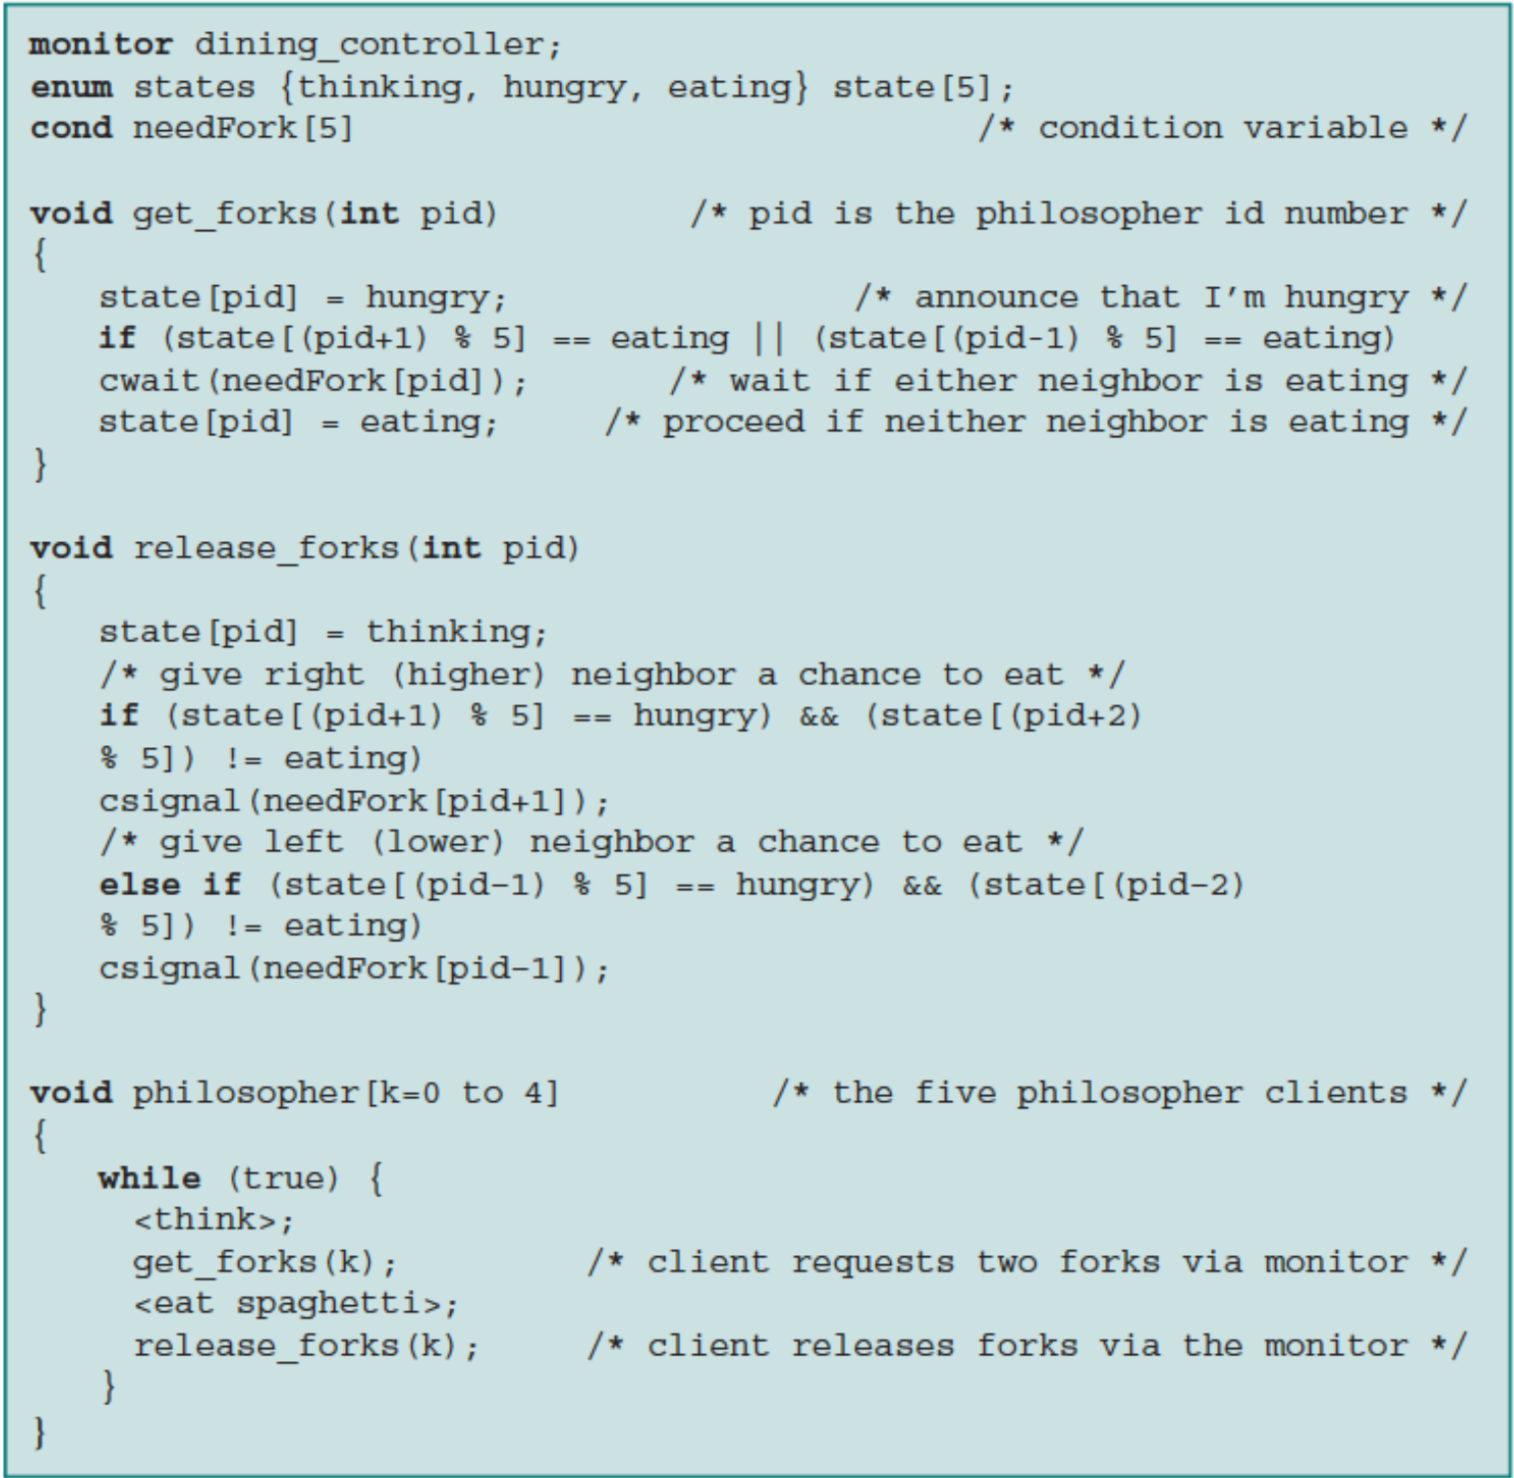 monitor dining_controller;
enum states {thinking, hungry, eating} state[5];
cond needFork[5] /* condition variable */
void get_forks(int pid) /* pid is the philosopher id number */
{
state[pid] = hungry; /* announce that I’m hungry */
if (state[(pid+1) % 5] == eating || (state[(pid-1) % 5] == eating)
cwait(needFork[pid]); /* wait if either neighbor is eating */
state[pid] = eating; /* proceed if neither neighbor is eating */
}
void release_forks(int pid)
{
state[pid] = thinking;
/* give right (higher) neighbor a chance to eat */
if (state[(pid+1) % 5] == hungry) && (state[(pid+2)
% 5]) != eating)
csignal(needFork[pid+1]);
/* give left (lower) neighbor a chance to eat */
else if (state[(pid–1) % 5] == hungry) && (state[(pid–2)
% 5]) != eating)
csignal(needFork[pid–1]);
}
void philosopher[k=0 to 4] /* the five philosopher clients */
{
while (true) {
<think>;
get_forks(k); /* client requests two forks via monitor */
<eat spaghetti>;
release_forks(k); /* client releases forks via the monitor */
}
}